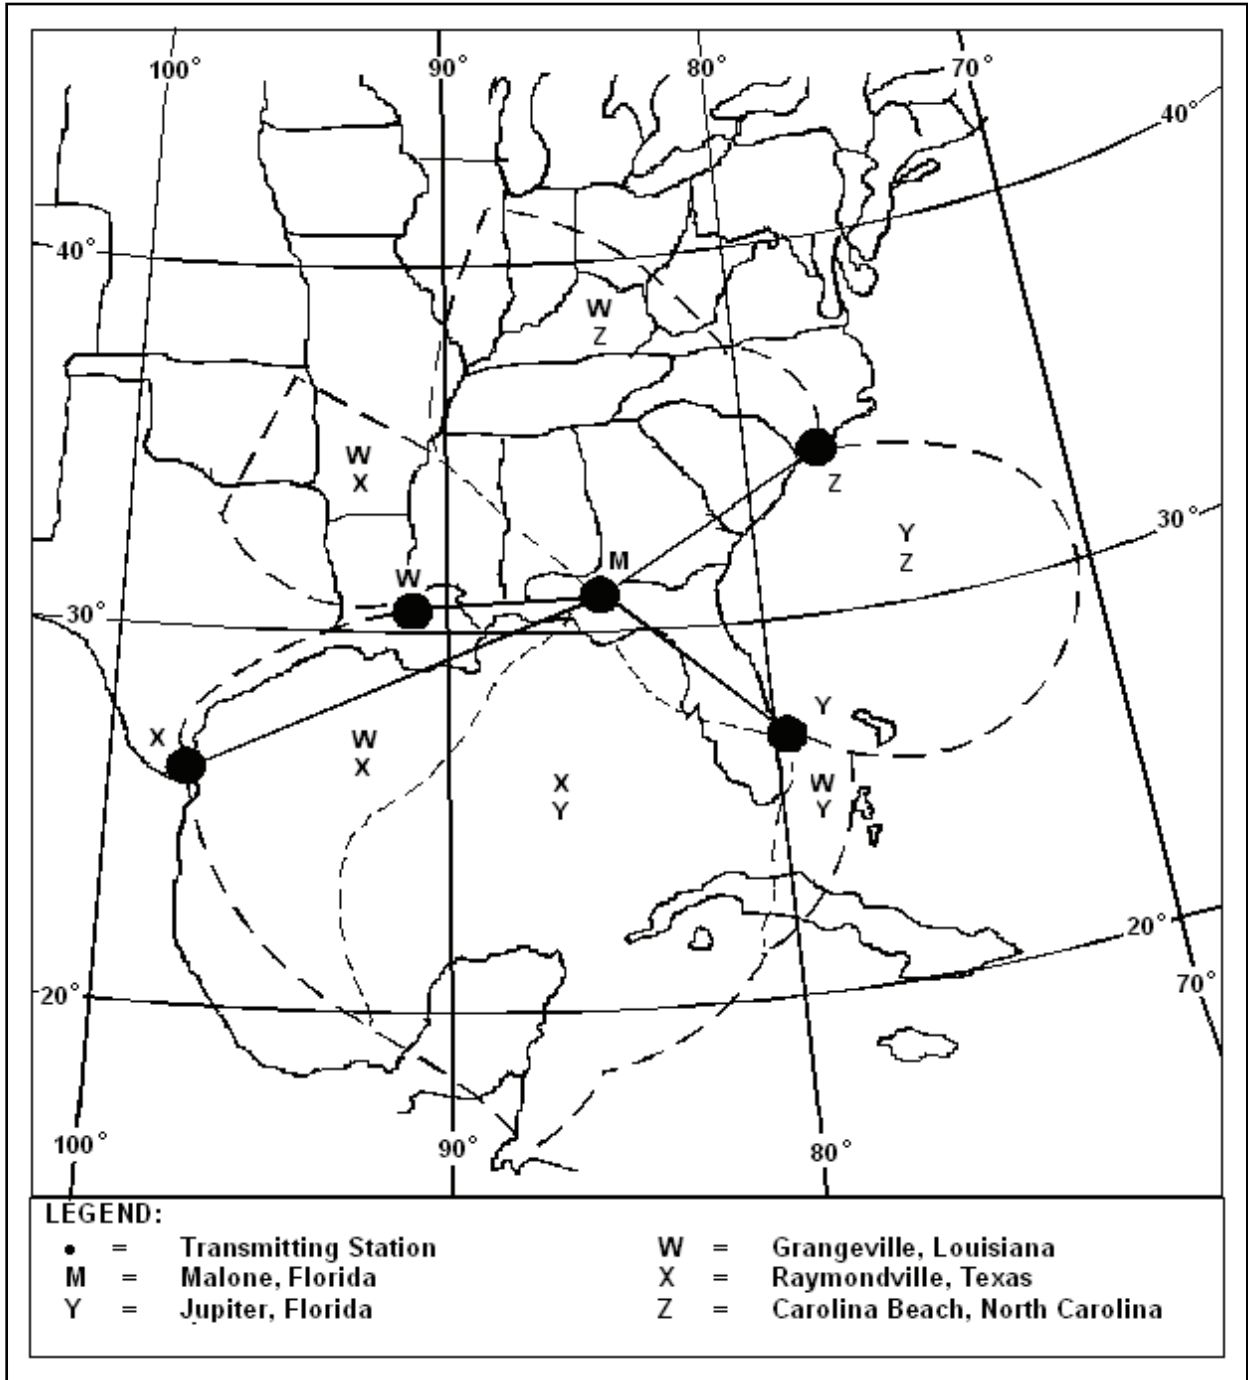 100° 90° 80° 70°
40°
40°
W
Z
W
X
Z
30°
Y
Z
M
W
30°
X
Y
W
X
X
Y
W
Y
20°
20°
70°
100° 90° 80°
LEGEND:
• = Transmitting Station
M = Malone, Florida
Y = Jupiter, Florida
W = Grangeville, Louisiana
X = Raymondville, Texas
Z = Carolina Beach, North Carolina